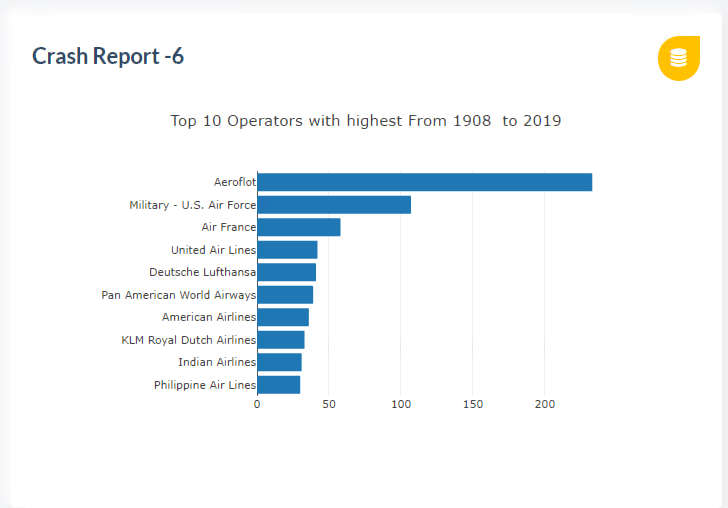 Crash Report -6
Top 10 Operators with highest From 1908  to 2019
Aeroflot
Military - U.S. Air Force
Air France
United Air Lines
Deutsche Lufthansa
Pan American World Airways
American Airlines
KLM Royal Dutch Airlines
Indian Airlines
Philippine Air Lines
0 50 100 150 200